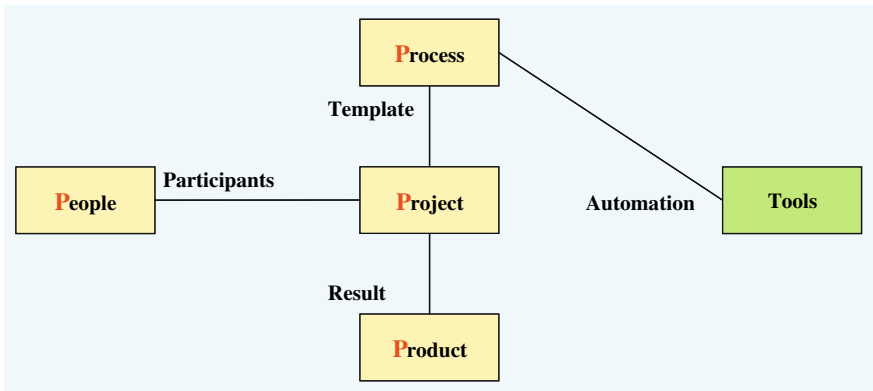 Process
Template
Participants
People
Project
Automation
Tools
Result
Product